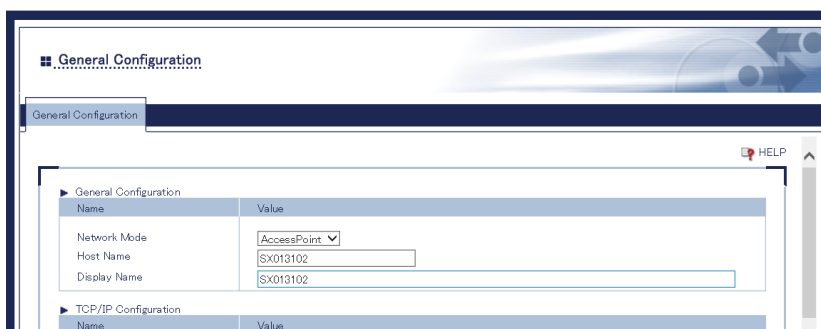 General Configuration
General Configuration
HELP
General Configuration
Name Value
Network Mode AccessPoint
Host Name SX013102
Display Name SX013102
TCP/IP Configuration
Name Value